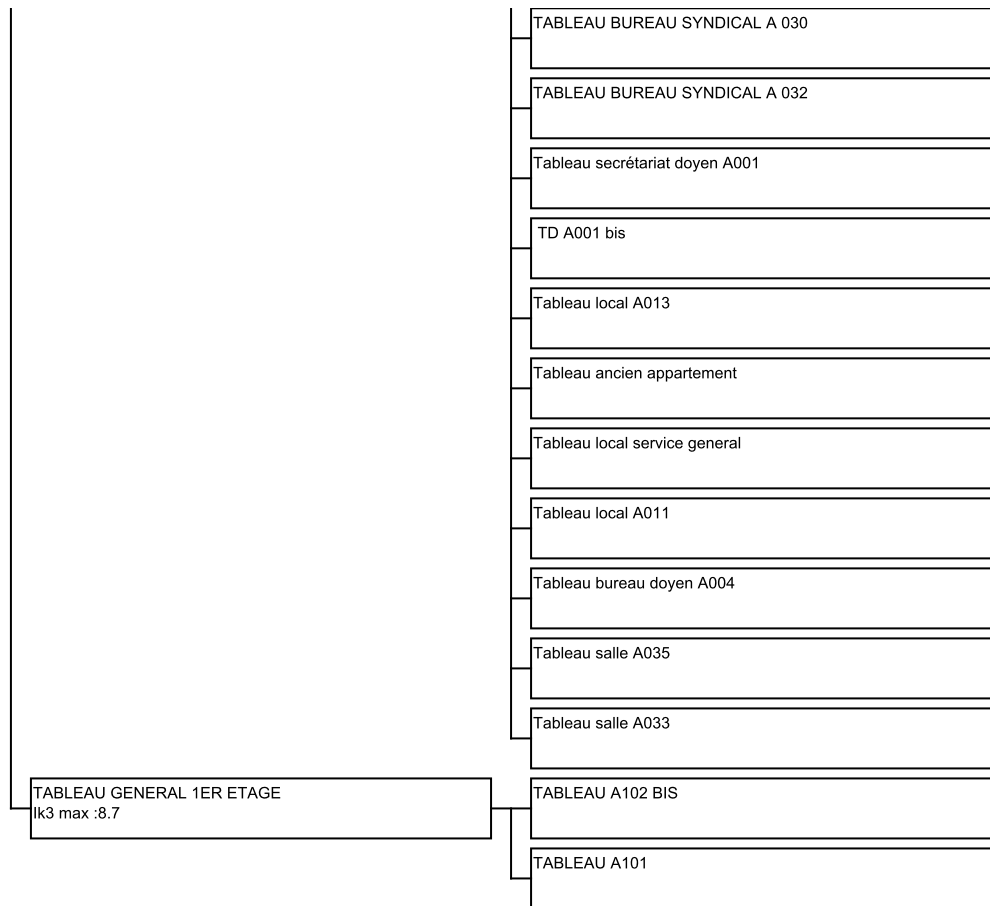 TABLEAU BUREAU SYNDICAL A 030
TABLEAU BUREAU SYNDICAL A 032
Tableau secrétariat doyen A001
TD A001 bis
Tableau local A013
Tableau ancien appartement
Tableau local service general
Tableau local A011
Tableau bureau doyen A004
Tableau salle A035
Tableau salle A033
TABLEAU GENERAL 1ER ETAGE
Ik3 max :8.7
TABLEAU A102 BIS
TABLEAU A101